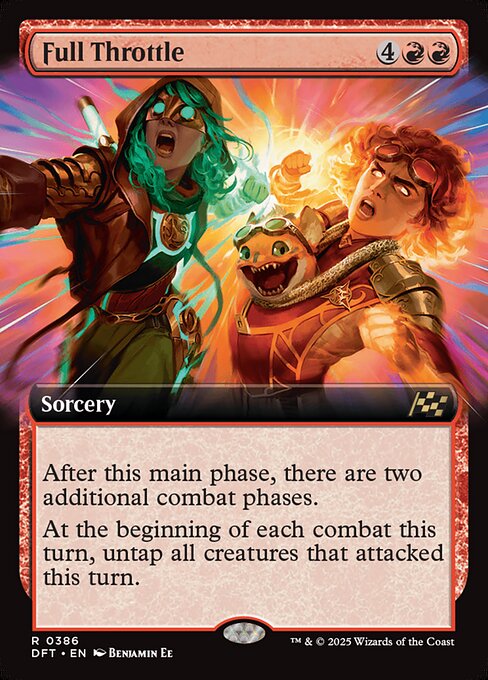 Full Throttle 4
Sorcery
After this main phase, there are two
additional combat phases.
At the beginning of each combat this
turn, untap all creatures that attacked
this turn.
R 0386
DFT • EN Benjamin Ee
™ & © 2025 Wizards of the Coast